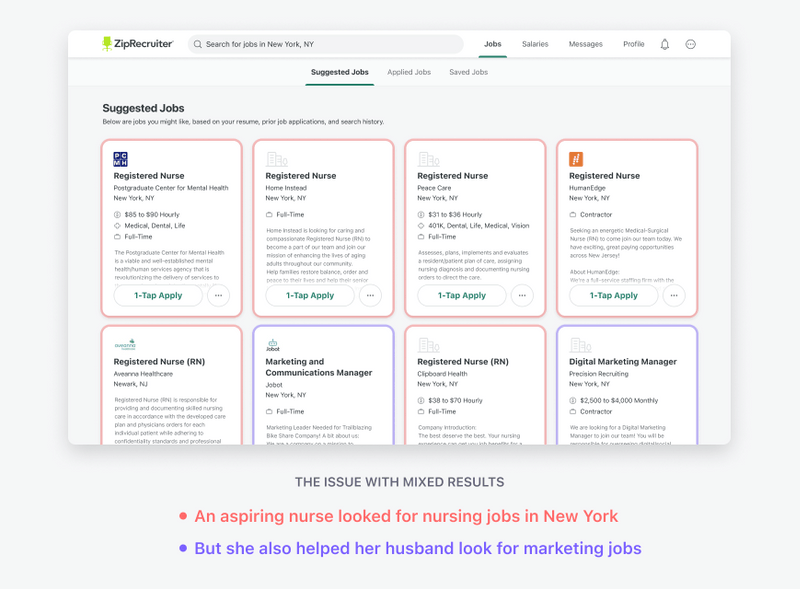 ZipRecruiter
Search for jobs in New York, NY
Jobs
Salaries
Messages
Profile
Suggested Jobs
Applied Jobs
Saved Jobs
Suggested Jobs
Below are jobs you might like, based on your resume, prior job applications, and search history.
PC
MH
Registered Nurse
Postgraduate Center for Mental Health
New York, NY
$85 to $90 Hourly
Medical, Dental, Life
Full-Time
The Postgraduate Center for Mental Health
is a viable and well-established mental
health/human services agency that is
revolutionizing the delivery of services to
1-Tap Apply
Registered Nurse
Home Instead
New York, NY
Full-Time
Home Instead is looking for caring and
compassionate Registered Nurse (RN) to
become a part of our team and join our
mission of enhancing the lives of aging
adults throughout our community.
Help families restore balance, order and
peace to their lives and help their senior
1-Tap Apply
Registered Nurse
Peace Care
New York, NY
$31 to $36 Hourly
401K, Dental, Life, Medical, Vision
Full-Time
Assesses, plans, implements and evaluates
a resident/patient plan of care, assigning
nursing diagnosis and documenting nursing
orders to direct the care.
1-Tap Apply
Registered Nurse
HumanEdge
New York, NY
Contractor
Seeking an energetic Medical-Surgical
Nurse (RN) to come join our team today. We
have exciting, great paying opportunities
across New Jersey!
About HumanEdge:
We're a full-service staffing firm with the
1-Tap Apply
aveanna
Registered Nurse (RN)
Aveanna Healthcare
Newark, NJ
Registered Nurse (RN) is responsible for
providing and documenting skilled nursing
care in accordance with the developed care
plan and physicians orders for each
individual patient while adhering to
confidentiality standards and professional
Jobot
Marketing and
Communications Manager
Jobot
New York, NY
Full-Time
Marketing Leader Needed for Trailblazing
Bike Share Company! A bit about us:
We are a company on a mission to
Registered Nurse (RN)
Clipboard Health
$38 to $70 Hourly
Full-Time
Company Introduction:
The best deserve the best. Your nursing
experience can get you job benefits for a
Digital Marketing Manager
Precision Recruiting
New York, NY
$2,500 to $4,000 Monthly
Contractor
We are looking for a Digital Marketing
Manager to join our team! You will be
responsible for overseeing digital/social
THE ISSUE WITH MIXED RESULTS
An aspiring nurse looked for nursing jobs in New York
But she also helped her husband look for marketing jobs